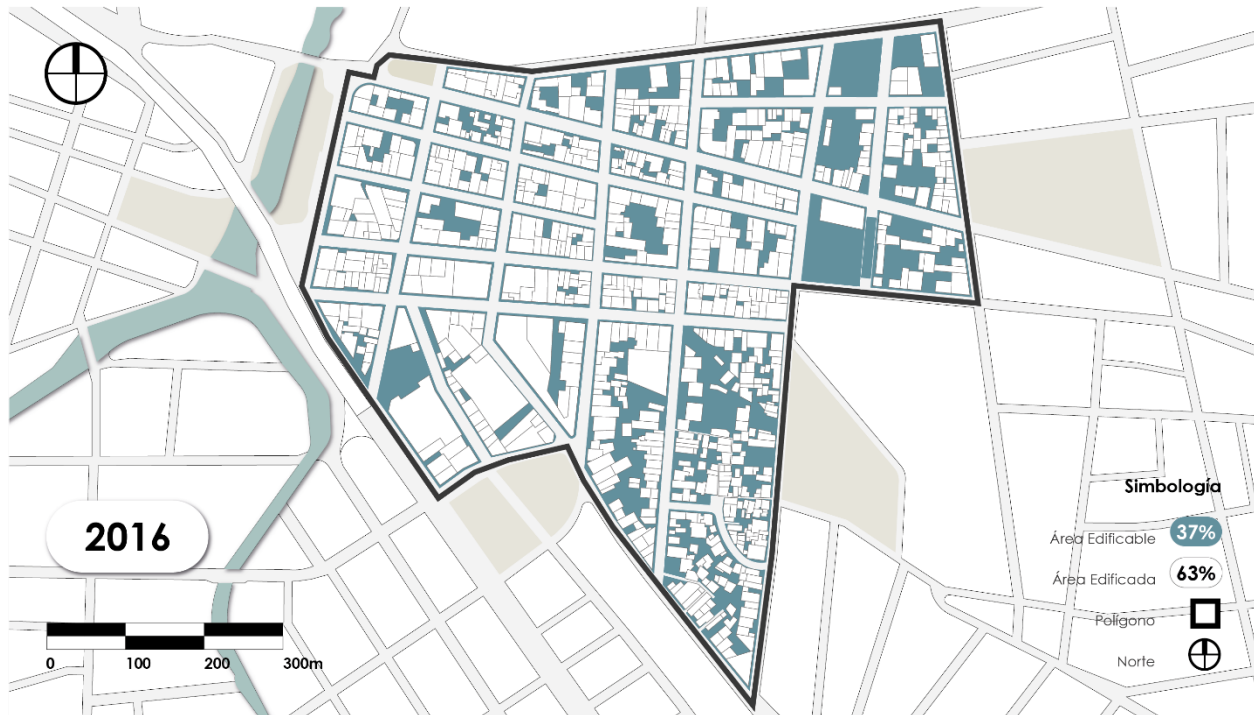 2016
0 100 200 300m
Simbología
Área Edificable 37%
Área Edificada 63%
Polígono
Norte